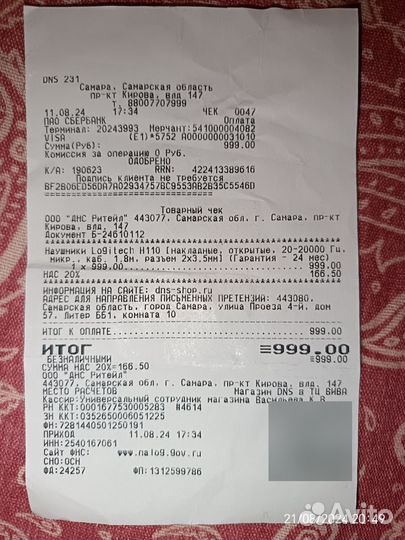 DNS 231
Самара, Самарская область
пр-кт Кирова, влд 147
т. 88007707999
11.08.24 17:34 ЧЕК 0047
ПАО СБЕРБАНК Оплата
Терминал: 20243993 Мерчант: 541000004082
VISA (E1)*5752 A0000000031010
Сумма(Руб): 999.00
Комиссия за операцию 0 Руб.
ОДОБРЕНО
К/А: 190623 RRN: 422413389616
Подпись клиента не требуется
BF2B06ED56DA7A02934757BC9553AB2B35C5546D
Товарный чек
ООО "ДНС Ритейл" 443077, Самарская обл, г. Самара, пр-кт
Кирова, влд. 147
Документ Б-24610112
Наушники Logitech H110 [накладные, открытые, 20-20000 Гц,
микр., каб 1.8м, разъем 2x3.5мм] (Гарантия - 24 мес)
1 x 999.00 =999.00
НДС 20% 166.50
ИНФОРМАЦИЯ НА САЙТЕ: dns-shop.ru
АДРЕС ДЛЯ НАПРАВЛЕНИЯ ПИСЬМЕННЫХ ПРЕТЕНЗИЙ: 443080,
Самарская область, город Самара, улица Проезд 4-й, дом
57, Литер ББ1, комната 10
ИТОГ К ОПЛАТЕ 999.00
ИТОГ =999.00
БЕЗНАЛИЧНЫМИ =999.00
СУММА НДС 20%=166.50
ООО "ДНС Ритейл"
443077, Самарская обл, г. Самара, пр-кт Кирова, влд. 147
МЕСТО РАСЧЕТОВ Магазин DNS в ТЦ ВИВА
Кассир:Универсальный сотрудник магазина Васильева К.В
РН ККТ:0001677530005283 #4614
ЗН ККТ:0352650006051225
ФН:7281440501250191
ПРИХОД 11.08.24 17:34
ИНН:2540167061
Сайт ФНС: www.nalog.gov.ru
СНО:ОСН
ФД:24257 ФП:1312599786
21/08/2024 20:49
Avito